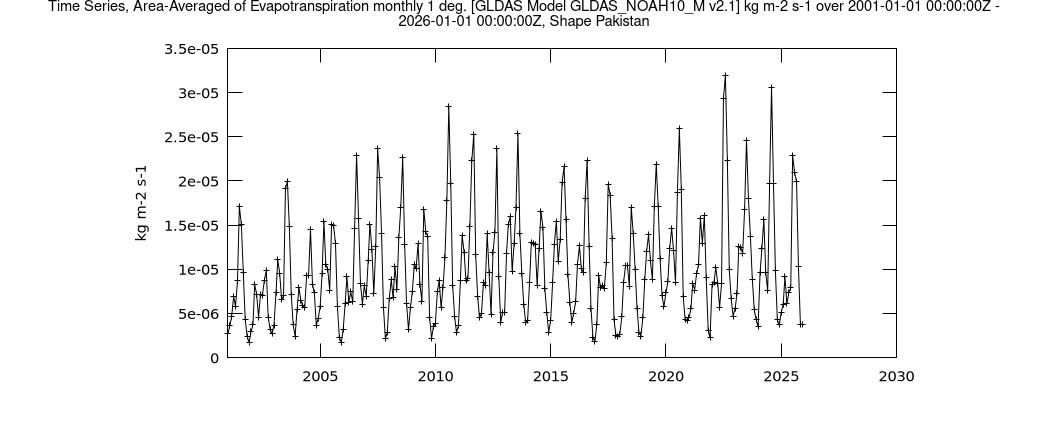 Time Series, Area-Averaged of Evapotranspiration monthly 1 deg. [GLDAS Model GLDAS_NOAH10_M v2.1] kg m-2 s-1 over 2001-01-01 00:00:00Z -
2026-01-01 00:00:00Z, Shape Pakistan
3.5e-05
3e-05
2.5e-05
2e-05
1.5e-05
1e-05
5e-06
0
kg m-2 s-1
2005 2010 2015 2020 2025 2030